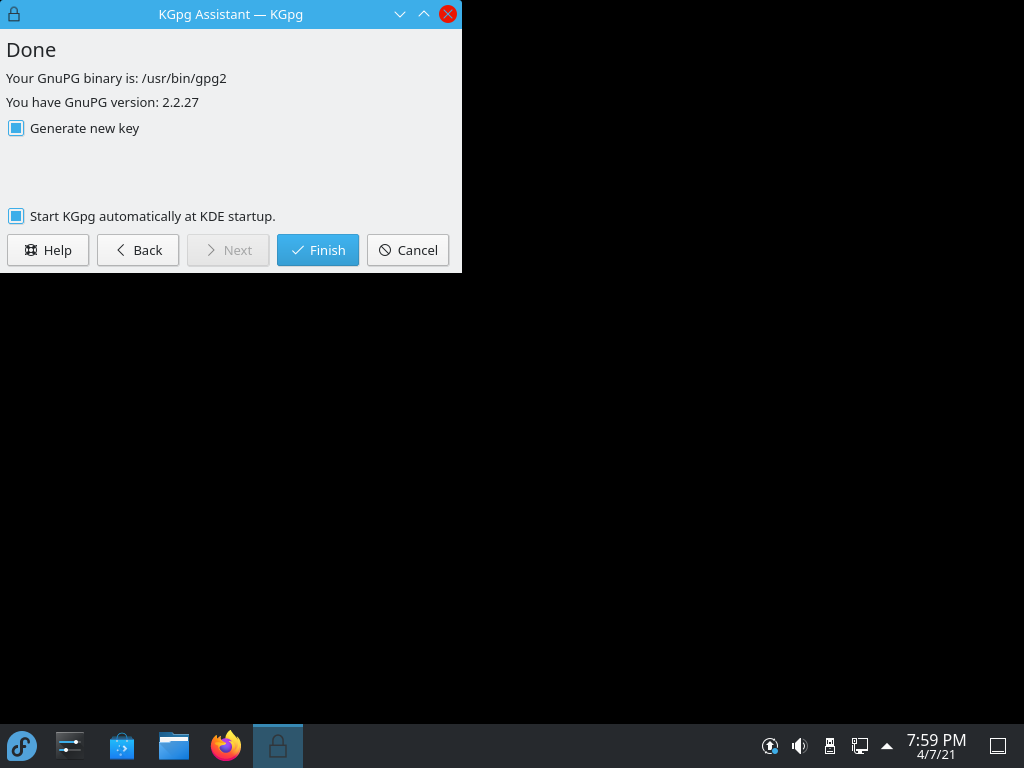 KGpg Assistant — KGpg
Done
Your GnuPG binary is: /usr/bin/gpg2
You have GnuPG version: 2.2.27
Generate new key
Start KGpg automatically at KDE startup.
Help
Back
Next
Finish
Cancel
7:59 PM
4/7/21